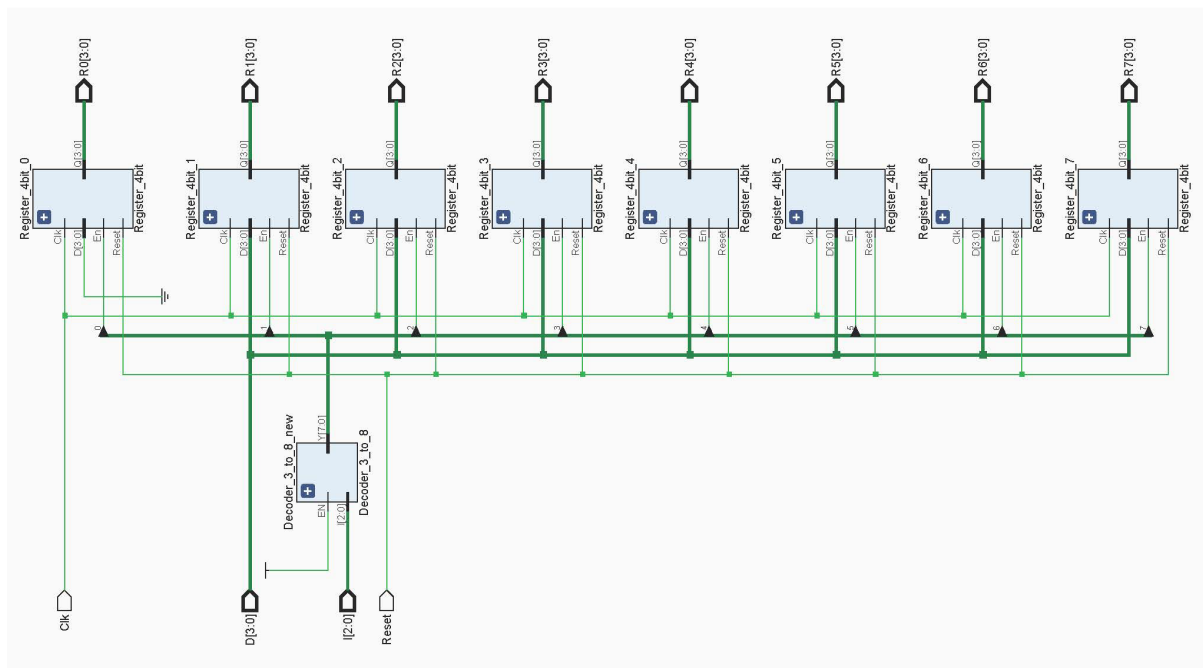 R0[3:0]
R1[3:0]
R2[3:0]
R3[3:0]
R4[3:0]
R5[3:0]
R6[3:0]
R7[3:0]
Register_4bit_0
Q[3:0]
Register_4bit
Register_4bit_1
Q[3:0]
Register_4bit
Register_4bit_2
Q[3:0]
Register_4bit
Register_4bit_3
Q[3:0]
Register_4bit
Register_4bit_4
Q[3:0]
Register_4bit
Register_4bit_5
Q[3:0]
Register_4bit
Register_4bit_6
Q[3:0]
Register_4bit
Register_4bit_7
Q[3:0]
Register_4bit
Clk
D[3:0]
En
Reset
Clk
D[3:0]
En
Reset
Clk
D[3:0]
En
Reset
Clk
D[3:0]
En
Reset
Clk
D[3:0]
En
Reset
Clk
D[3:0]
En
Reset
Clk
D[3:0]
En
Reset
Clk
D[3:0]
En
Reset
0
1
2
3
4
5
6
7
Decoder_3_to_8_new
Y[7:0]
Decoder_3_to_8
EN
I[2:0]
Clk
D[3:0]
I[2:0]
Reset